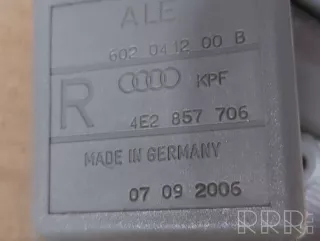 ALE
602 04 12 00 B
R KPF
4E2 857 706
MADE IN GERMANY
07 09 2006
RRR